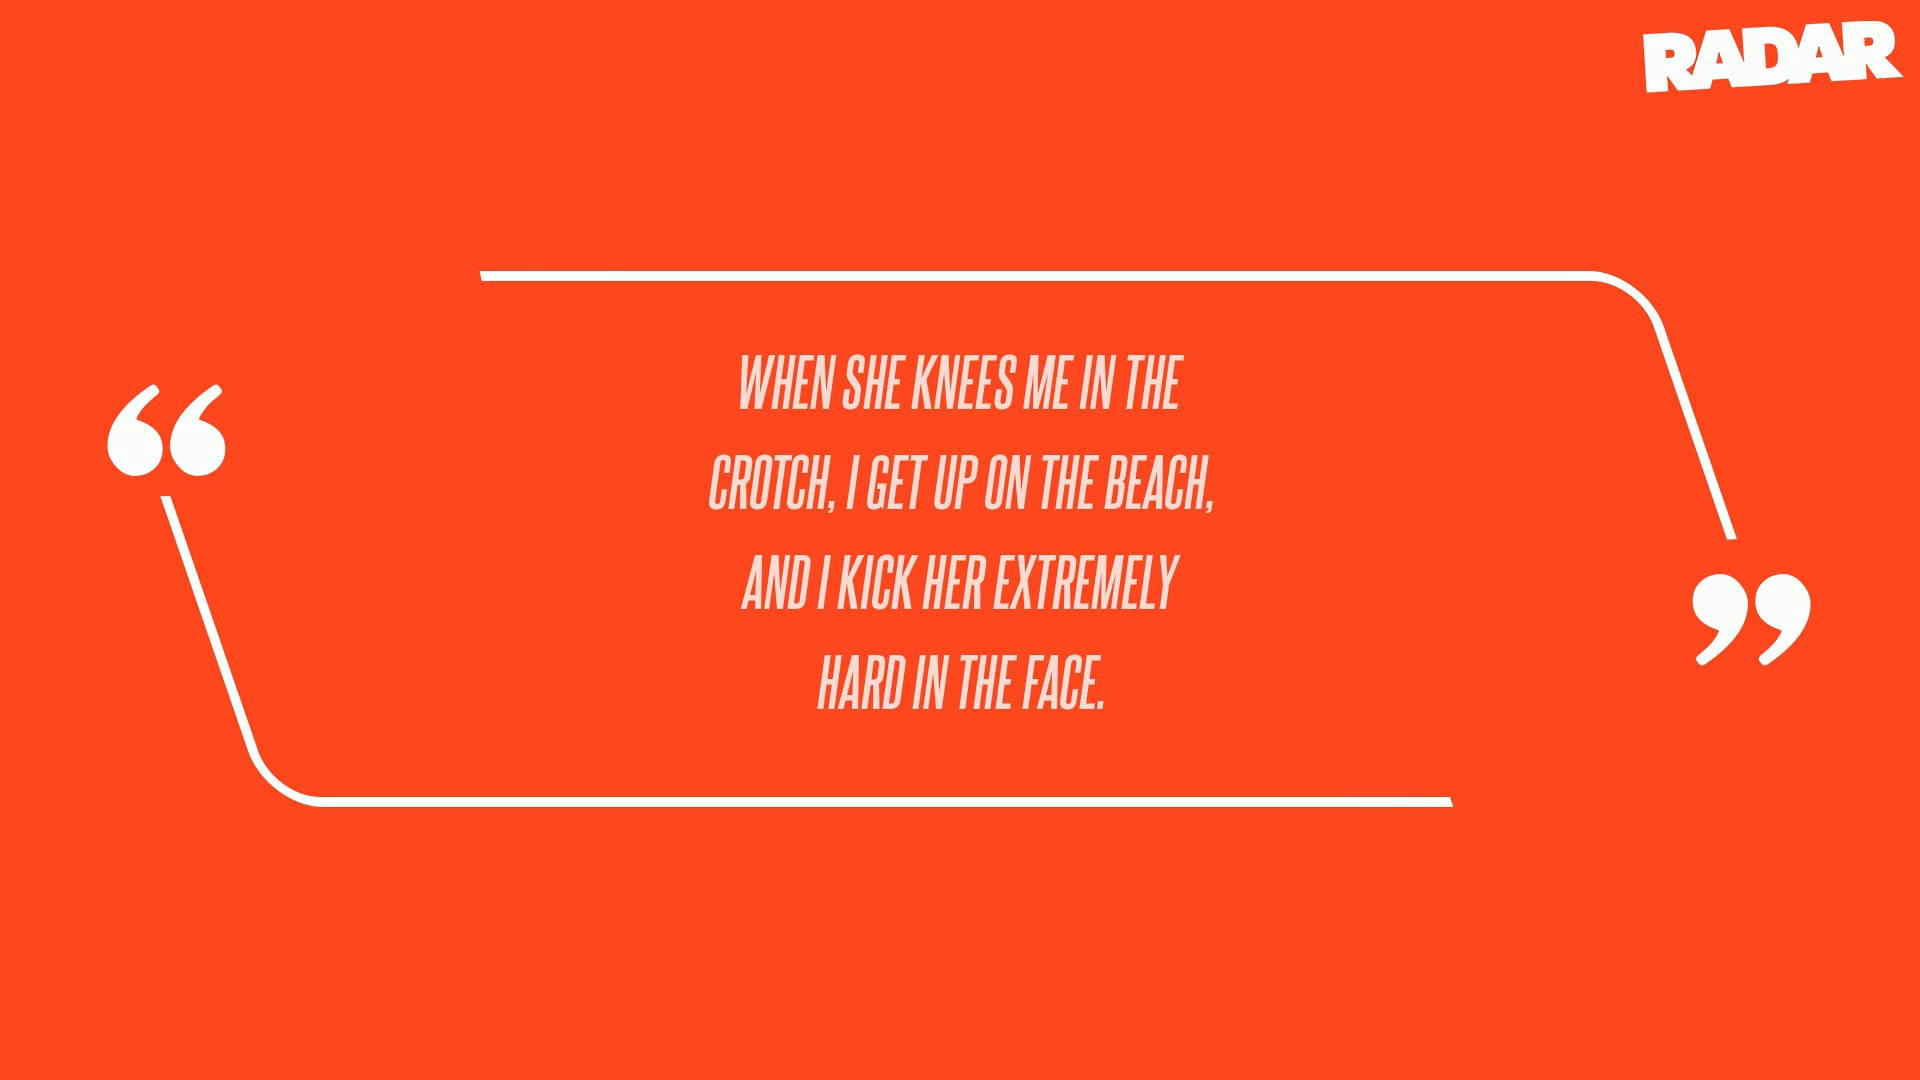 RADAR
“
WHEN SHE KNEES ME IN THE
CROTCH, I GET UP ON THE BEACH,
AND I KICK HER EXTREMELY
HARD IN THE FACE.
”